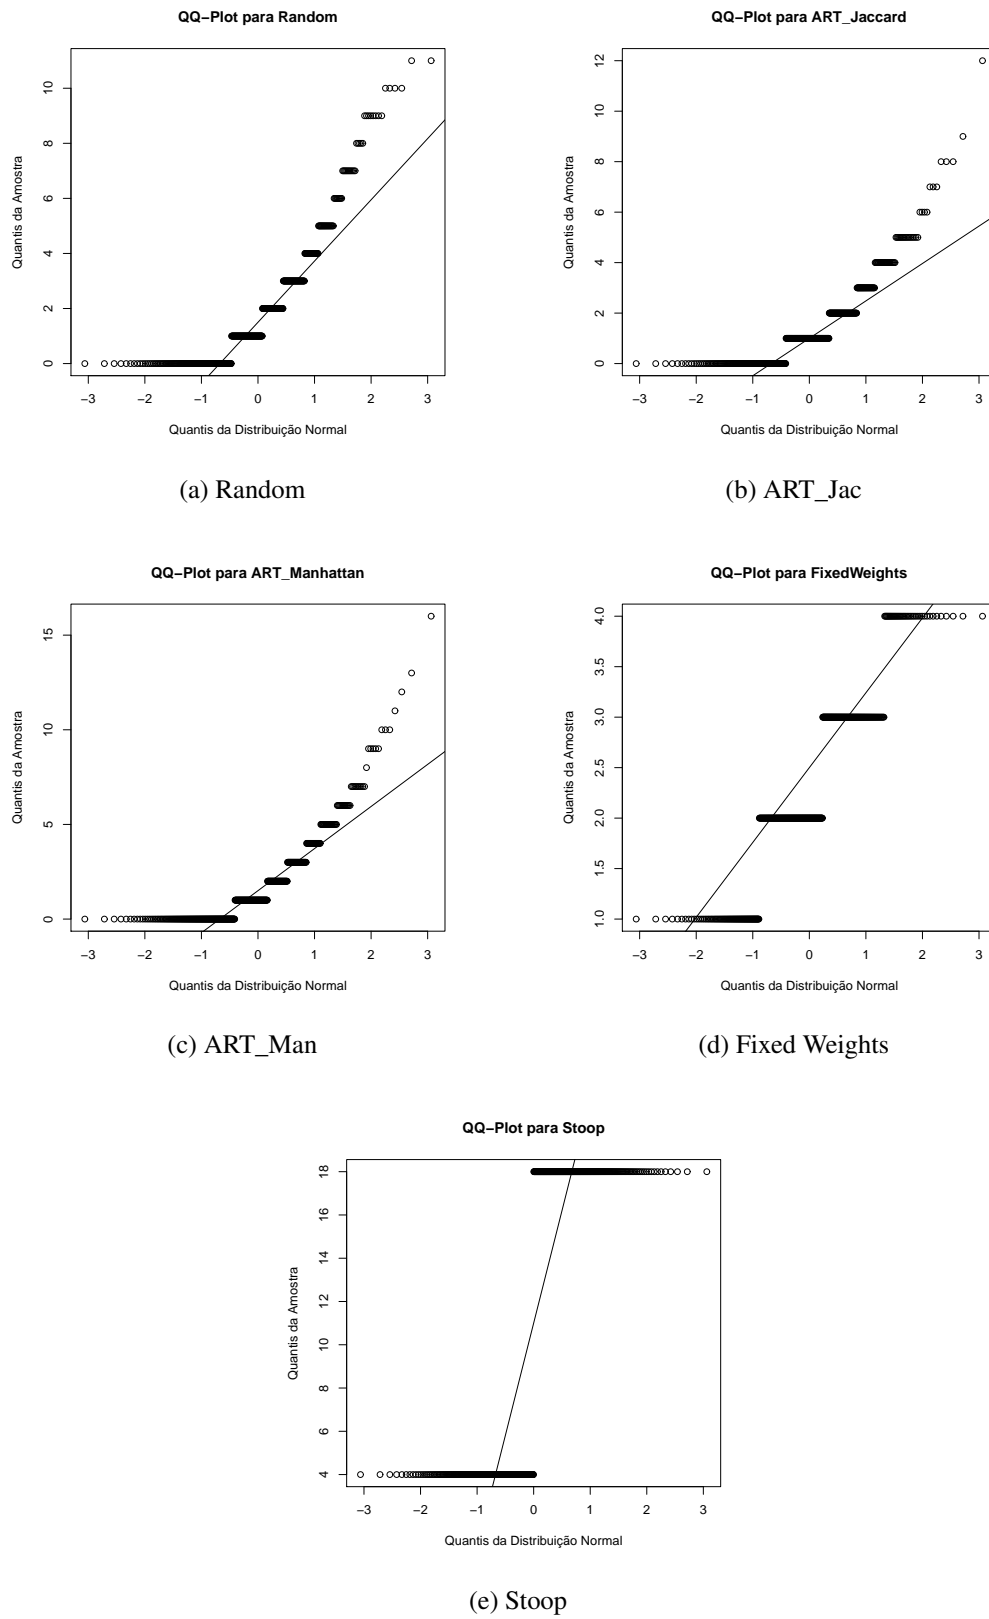 QQ−Plot para Random
Quantis da Amostra
10
8
6
4
2
0
−3 −2 −1 0 1 2 3
Quantis da Distribuição Normal
(a) Random
QQ−Plot para ART_Jaccard
Quantis da Amostra
12
10
8
6
4
2
0
−3 −2 −1 0 1 2 3
Quantis da Distribuição Normal
(b) ART_Jac
QQ−Plot para ART_Manhattan
Quantis da Amostra
15
10
5
0
−3 −2 −1 0 1 2 3
Quantis da Distribuição Normal
(c) ART_Man
QQ−Plot para FixedWeights
Quantis da Amostra
4.0
3.5
3.0
2.5
2.0
1.5
1.0
−3 −2 −1 0 1 2 3
Quantis da Distribuição Normal
(d) Fixed Weights
QQ−Plot para Stoop
Quantis da Amostra
18
16
14
12
10
8
6
4
−3 −2 −1 0 1 2 3
Quantis da Distribuição Normal
(e) Stoop